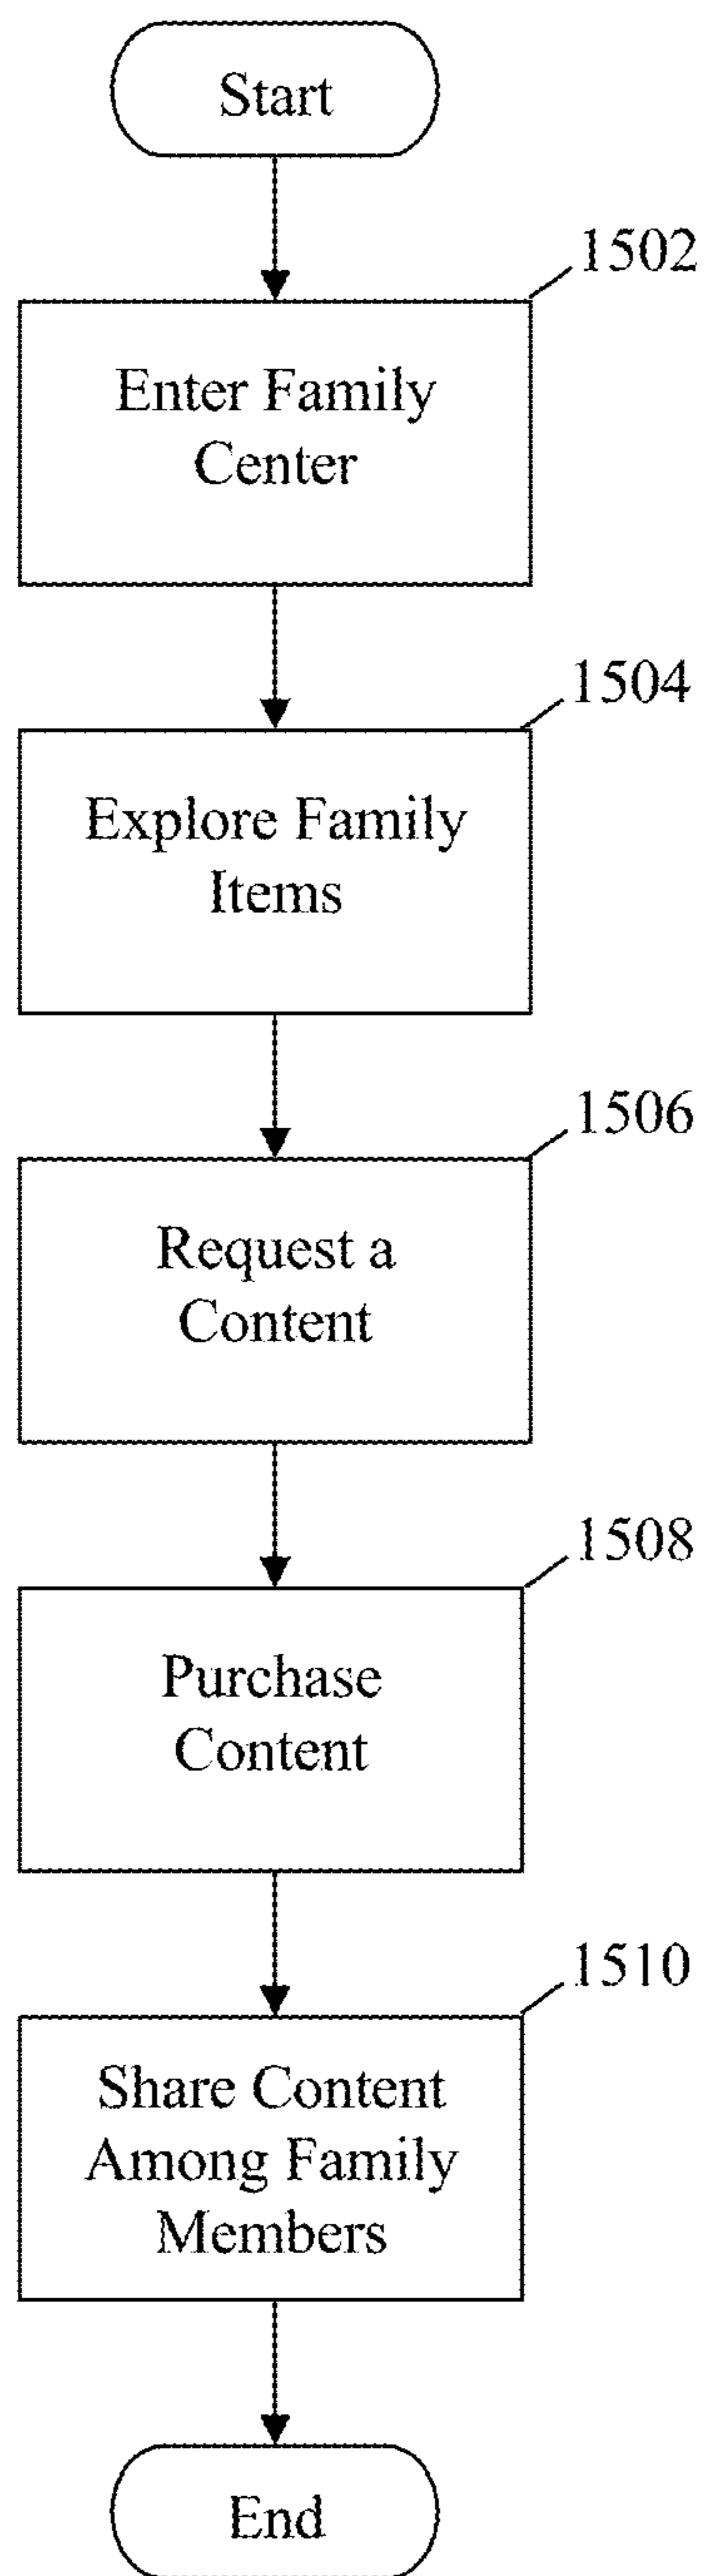 Start
1502
Enter Family
Center
1504
Explore Family
Items
1506
Request a
Content
1508
Purchase
Content
1510
Share Content
Among Family
Members
End